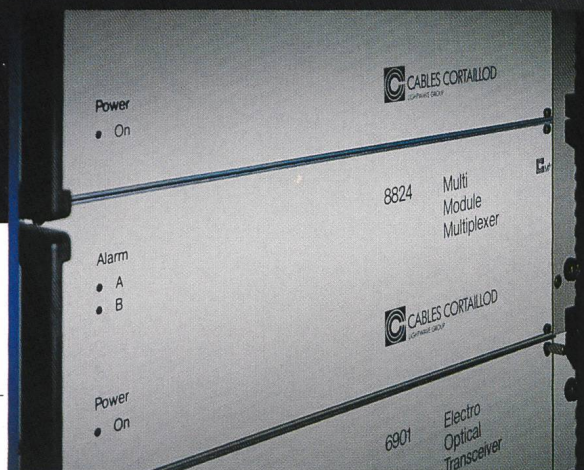 CABLES CORTAILLOD
LIGHTWAVE GROUP
Power
On
8824 Multi
Module
Multiplexer
Alarm
A
B
CABLES CORTAILLOD
LIGHTWAVE GROUP
Power
On
6901 Electro
Optical
Transceiver